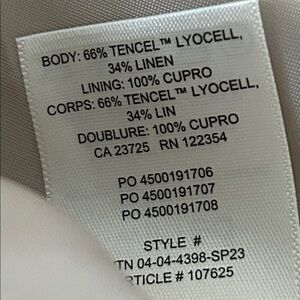 BODY: 66% TENCEL™ LYOCELL,
34% LINEN
LINING: 100% CUPRO
CORPS: 66% TENCEL™ LYOCELL,
34% LIN
DOUBLURE: 100% CUPRO
CA 23725 RN 122354
PO 4500191706
PO 4500191707
PO 4500191708
STYLE #
TN 04-04-4398-SP23
RTICLE # 107625